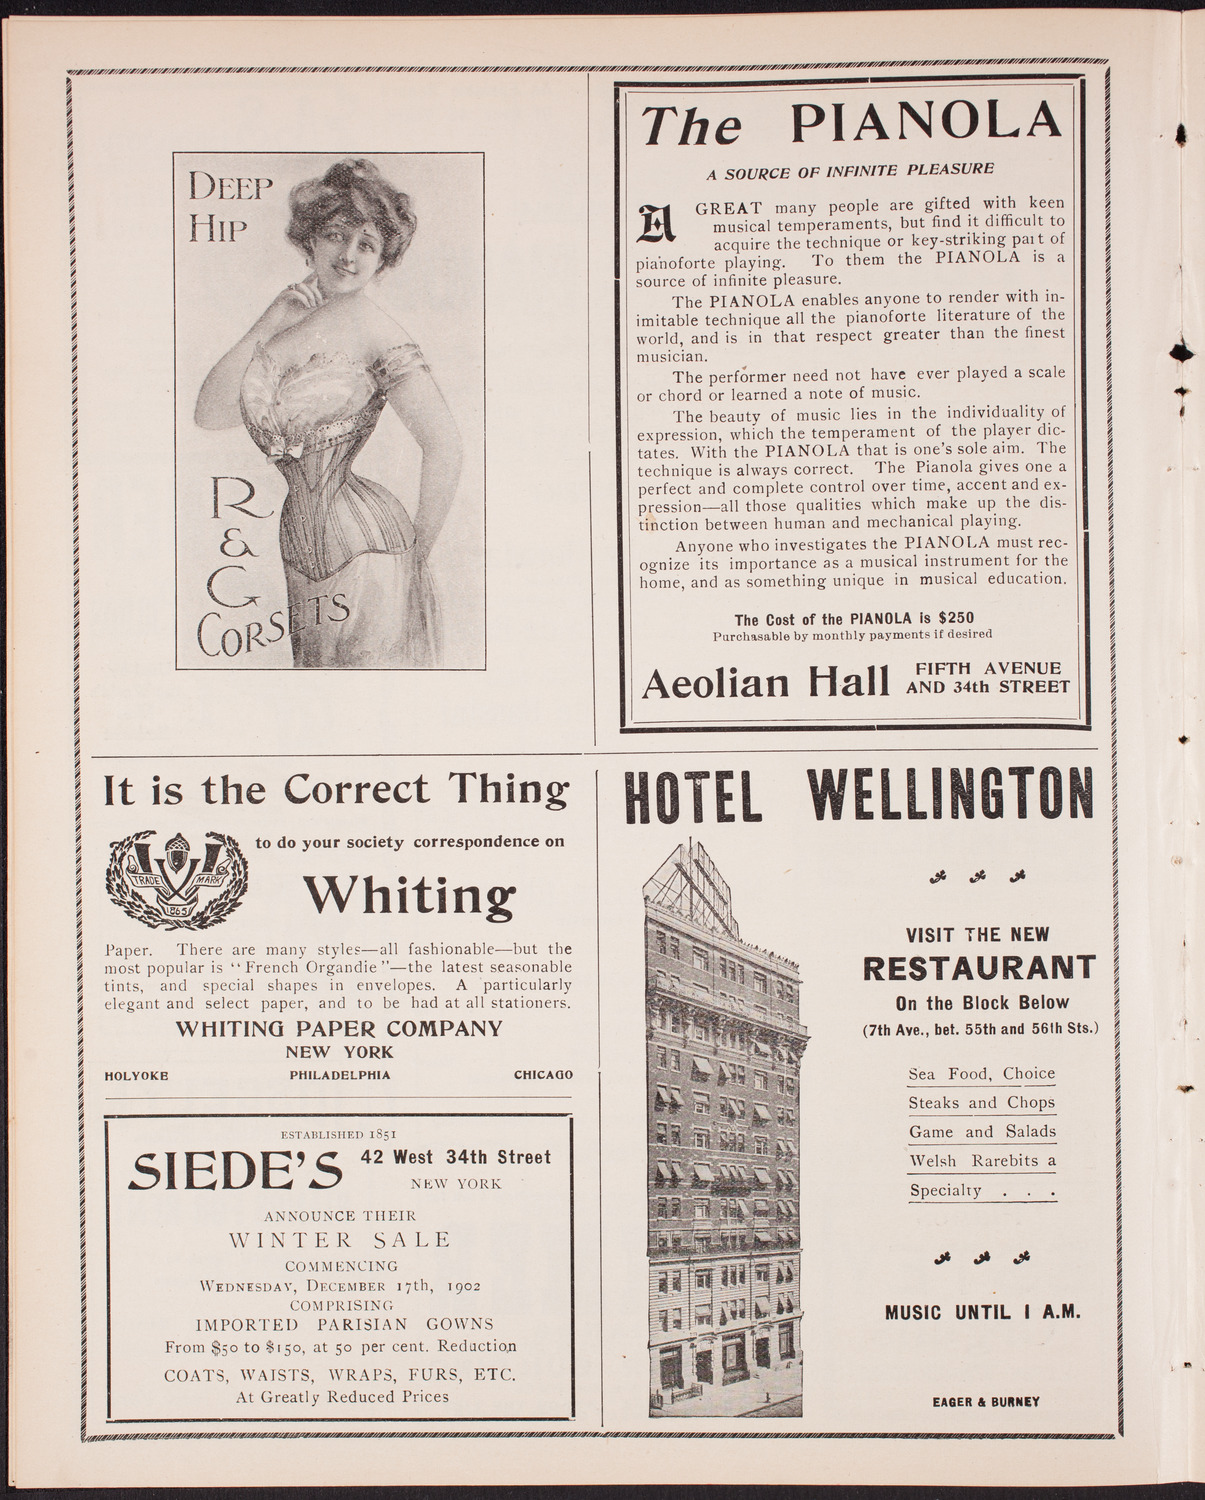 DEEP
HIP
R
&
G
CORSETS
The PIANOLA
A SOURCE OF INFINITE PLEASURE
A GREAT many people are gifted with keen
musical temperaments, but find it difficult to
acquire the technique or key-striking part of
pianoforte playing. To them the PIANOLA is a
source of infinite pleasure.
The PIANOLA enables anyone to render with in-
imitable technique all the pianoforte literature of the
world, and is in that respect greater than the finest
musician.
The performer need not have ever played a scale
or chord or learned a note of music.
The beauty of music lies in the individuality of
expression, which the temperament of the player dic-
tates. With the PIANOLA that is one's sole aim. The
technique is always correct. The Pianola gives one a
perfect and complete control over time, accent and ex-
pression—all those qualities which make up the dis-
tinction between human and mechanical playing.
Anyone who investigates the PIANOLA must rec-
ognize its importance as a musical instrument for the
home, and as something unique in musical education.
The Cost of the PIANOLA is $250
Purchasable by monthly payments if desired
Aeolian Hall FIFTH AVENUE
AND 34th STREET
It is the Correct Thing
to do your society correspondence on
TRADE MARK
1865
Whiting
Paper. There are many styles—all fashionable—but the
most popular is "French Organdie"—the latest seasonable
tints, and special shapes in envelopes. A particularly
elegant and select paper, and to be had at all stationers.
WHITING PAPER COMPANY
NEW YORK
HOLYOKE PHILADELPHIA CHICAGO
ESTABLISHED 1851
SIEDE'S 42 West 34th Street
NEW YORK
ANNOUNCE THEIR
WINTER SALE
COMMENCING
WEDNESDAY, DECEMBER 17th, 1902
COMPRISING
IMPORTED PARISIAN GOWNS
From $50 to $150, at 50 per cent. Reduction
COATS, WAISTS, WRAPS, FURS, ETC.
At Greatly Reduced Prices
HOTEL WELLINGTON
VISIT THE NEW
RESTAURANT
On the Block Below
(7th Ave., bet. 55th and 56th Sts.)
Sea Food, Choice
Steaks and Chops
Game and Salads
Welsh Rarebits a
Specialty . . .
MUSIC UNTIL 1 A.M.
EAGER & BURNEY